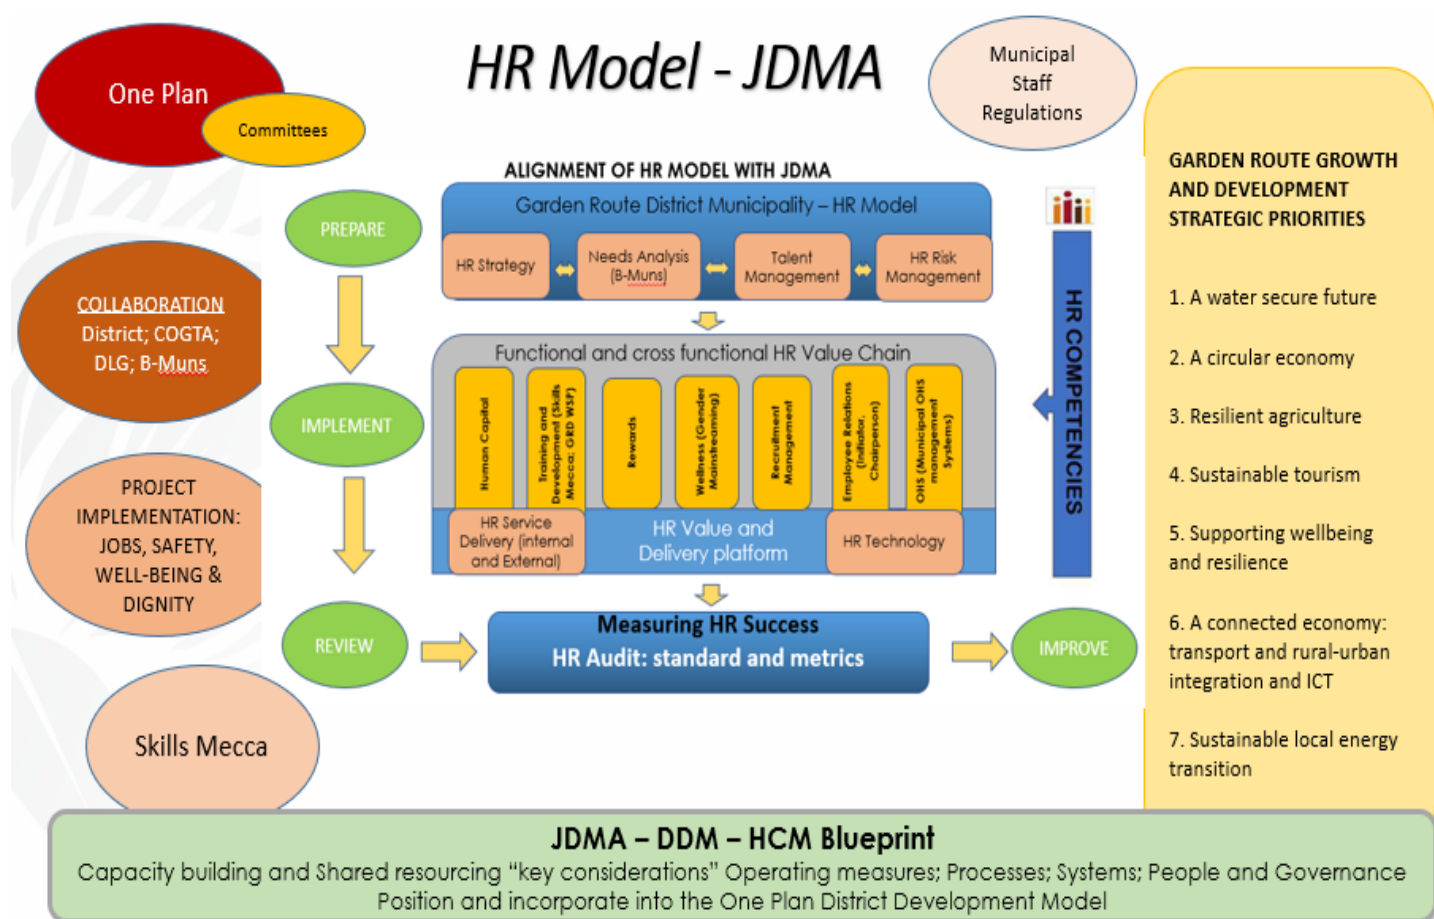 HR Model - JDMA
One Plan
Committees
Municipal
Staff
Regulations
ALIGNMENT OF HR MODEL WITH JDMA
Garden Route District Municipality – HR Model
HR Strategy
Needs Analysis
(B-Muns)
Talent
Management
HR Risk
Management
PREPARE
COLLABORATION
District; COGTA;
DLG; B-Muns
IMPLEMENT
PROJECT
IMPLEMENTATION:
JOBS, SAFETY,
WELL-BEING &
DIGNITY
REVIEW
Skills Mecca
Functional and cross functional HR Value Chain
Human Capital
Training and
Development (Skills
Mecca; GRD WSP)
Rewards
Wellness (Gender
Mainstreaming)
Recruitment
Management
Employee Relations
(Initiator,
Chairperson)
OHS (Municipal OHS
management
Systems)
HR Service
Delivery (internal
and External)
HR Value and
Delivery platform
HR Technology
Measuring HR Success
HR Audit: standard and metrics
IMPROVE
HR COMPETENCIES
GARDEN ROUTE GROWTH
AND DEVELOPMENT
STRATEGIC PRIORITIES
1. A water secure future
2. A circular economy
3. Resilient agriculture
4. Sustainable tourism
5. Supporting wellbeing
and resilience
6. A connected economy:
transport and rural-urban
integration and ICT
7. Sustainable local energy
transition
JDMA – DDM – HCM Blueprint
Capacity building and Shared resourcing “key considerations” Operating measures; Processes; Systems; People and Governance
Position and incorporate into the One Plan District Development Model